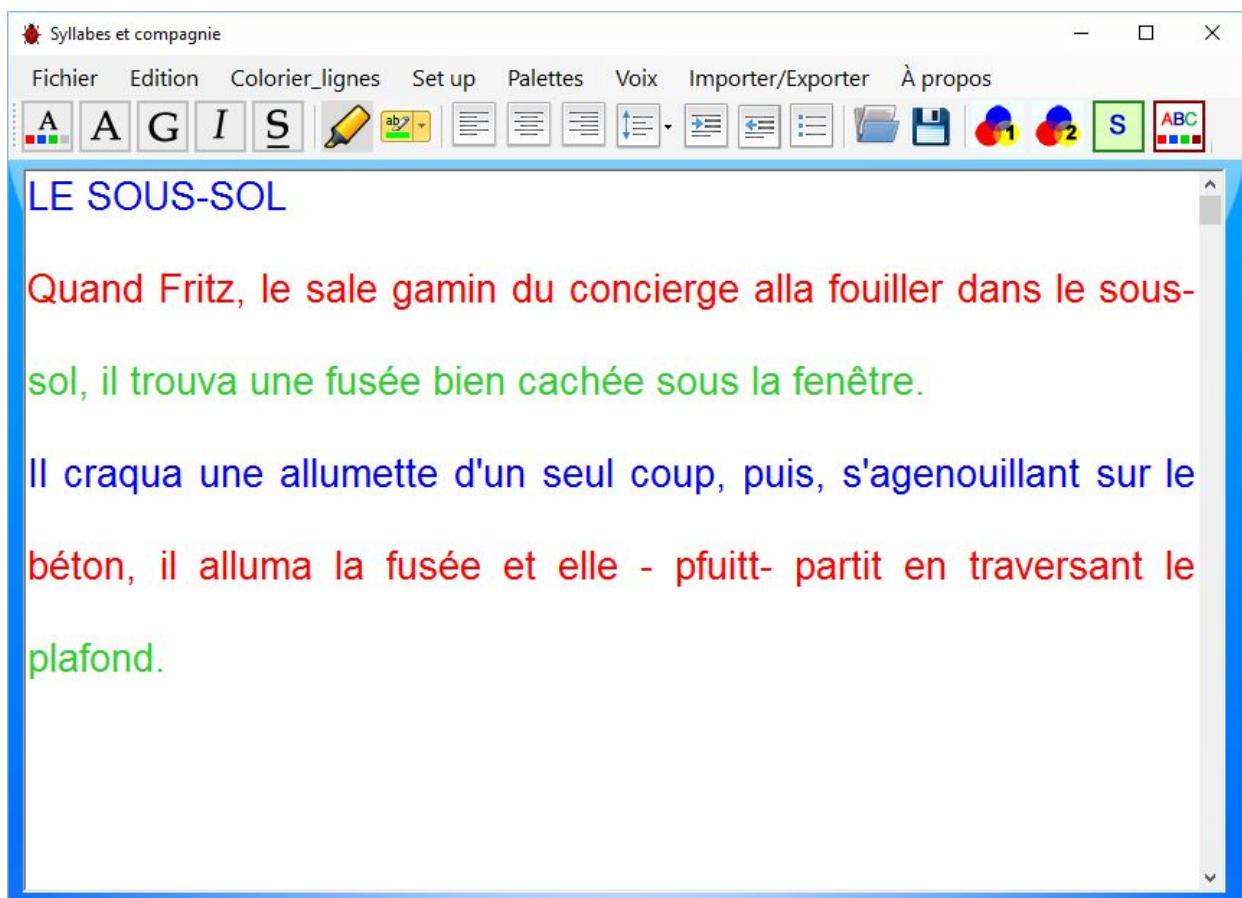 Syllabes et compagnie
Fichier Edition Colorier_lignes Set up Palettes Voix Importer/Exporter À propos
A A G I S ab 1 2 S ABC
LE SOUS-SOL
Quand Fritz, le sale gamin du concierge alla fouiller dans le sous-
sol, il trouva une fusée bien cachée sous la fenêtre.
Il craqua une allumette d'un seul coup, puis, s'agenouillant sur le
béton, il alluma la fusée et elle - pfuitt- partit en traversant le
plafond.